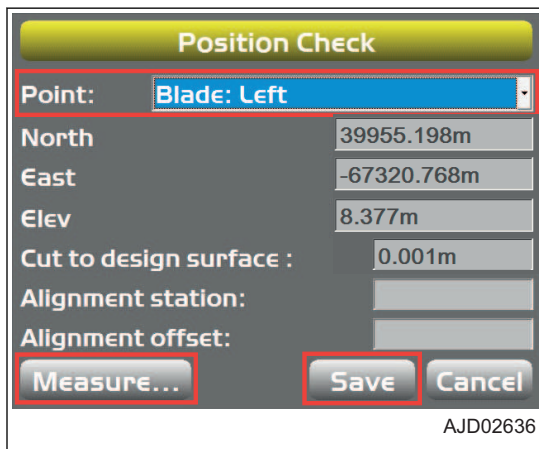 Position Check
Point: Blade: Left
North 39955.198m
East -67320.768m
Elev 8.377m
Cut to design surface : 0.001m
Alignment station:
Alignment offset:
Measure... Save Cancel
AJD02636